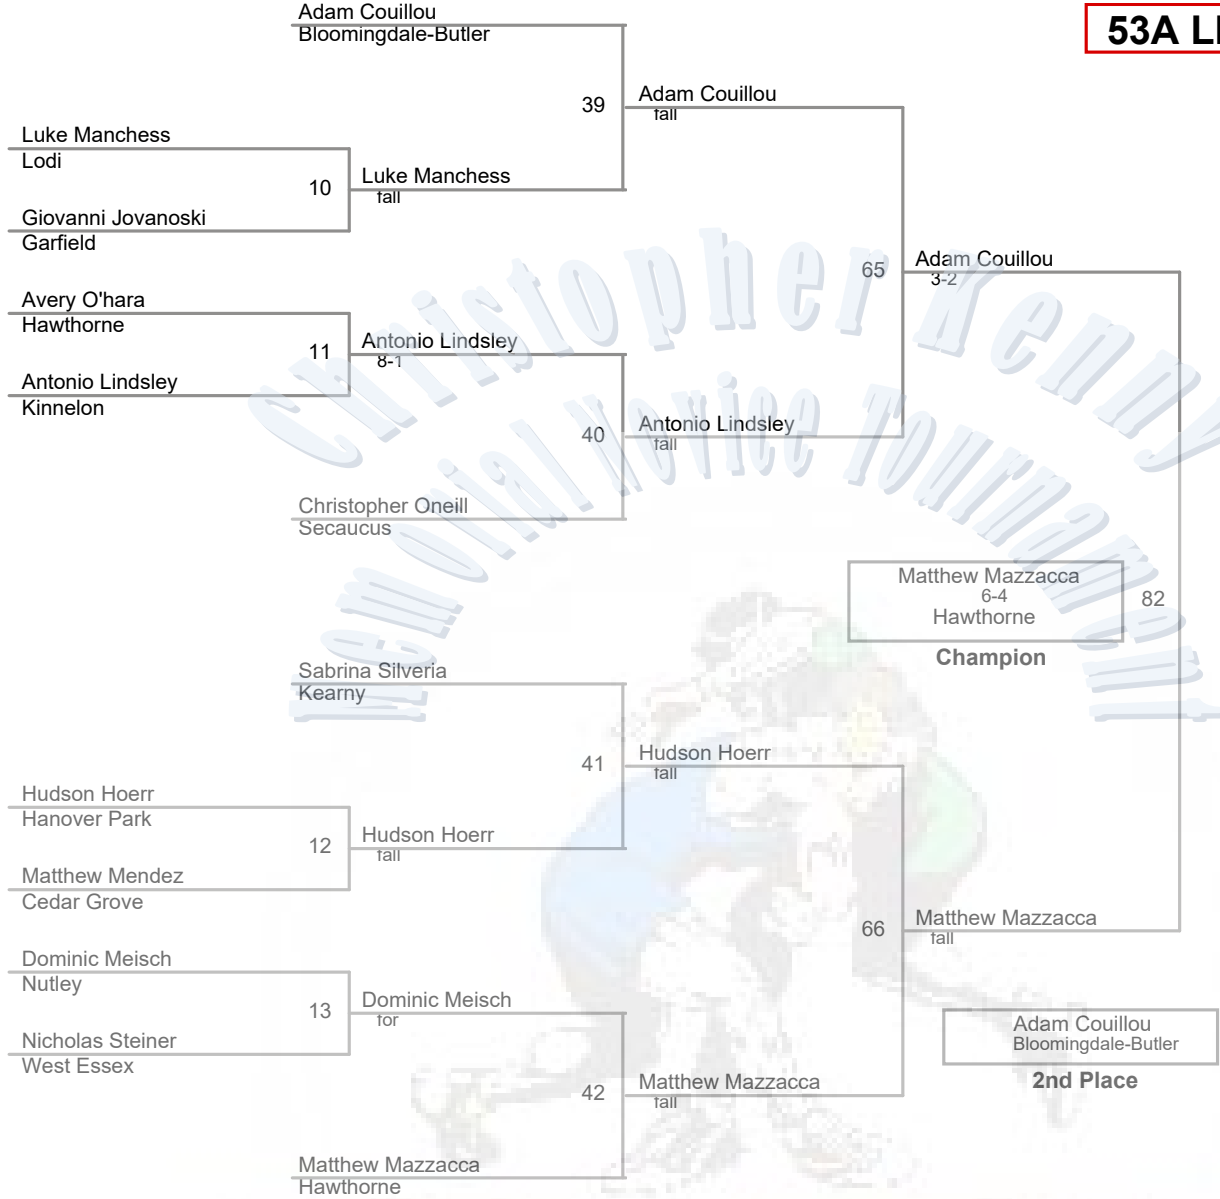 Adam Couillou
Bloomingdale-Butler
53A
39
Adam Couillou
fall
Luke Manchess
Lodi
10
Luke Manchess
fall
Giovanni Jovanoski
Garfield
Christopher Kenny
Memorial Novice Tournament
65
Adam Couillou
3-2
Avery O'hara
Hawthorne
11
Antonio Lindsley
8-1
Antonio Lindsley
Kinnelon
40
Antonio Lindsley
fall
Christopher Oneill
Secaucus
Matthew Mazzacca
6-4
Hawthorne
82
Champion
Sabrina Silveria
Kearny
41
Hudson Hoerr
fall
Hudson Hoerr
Hanover Park
12
Hudson Hoerr
fall
Matthew Mendez
Cedar Grove
66
Matthew Mazzacca
fall
Dominic Meisch
Nutley
13
Dominic Meisch
for
Nicholas Steiner
West Essex
Adam Couillou
Bloomingdale-Butler
2nd Place
42
Matthew Mazzacca
fall
Matthew Mazzacca
Hawthorne